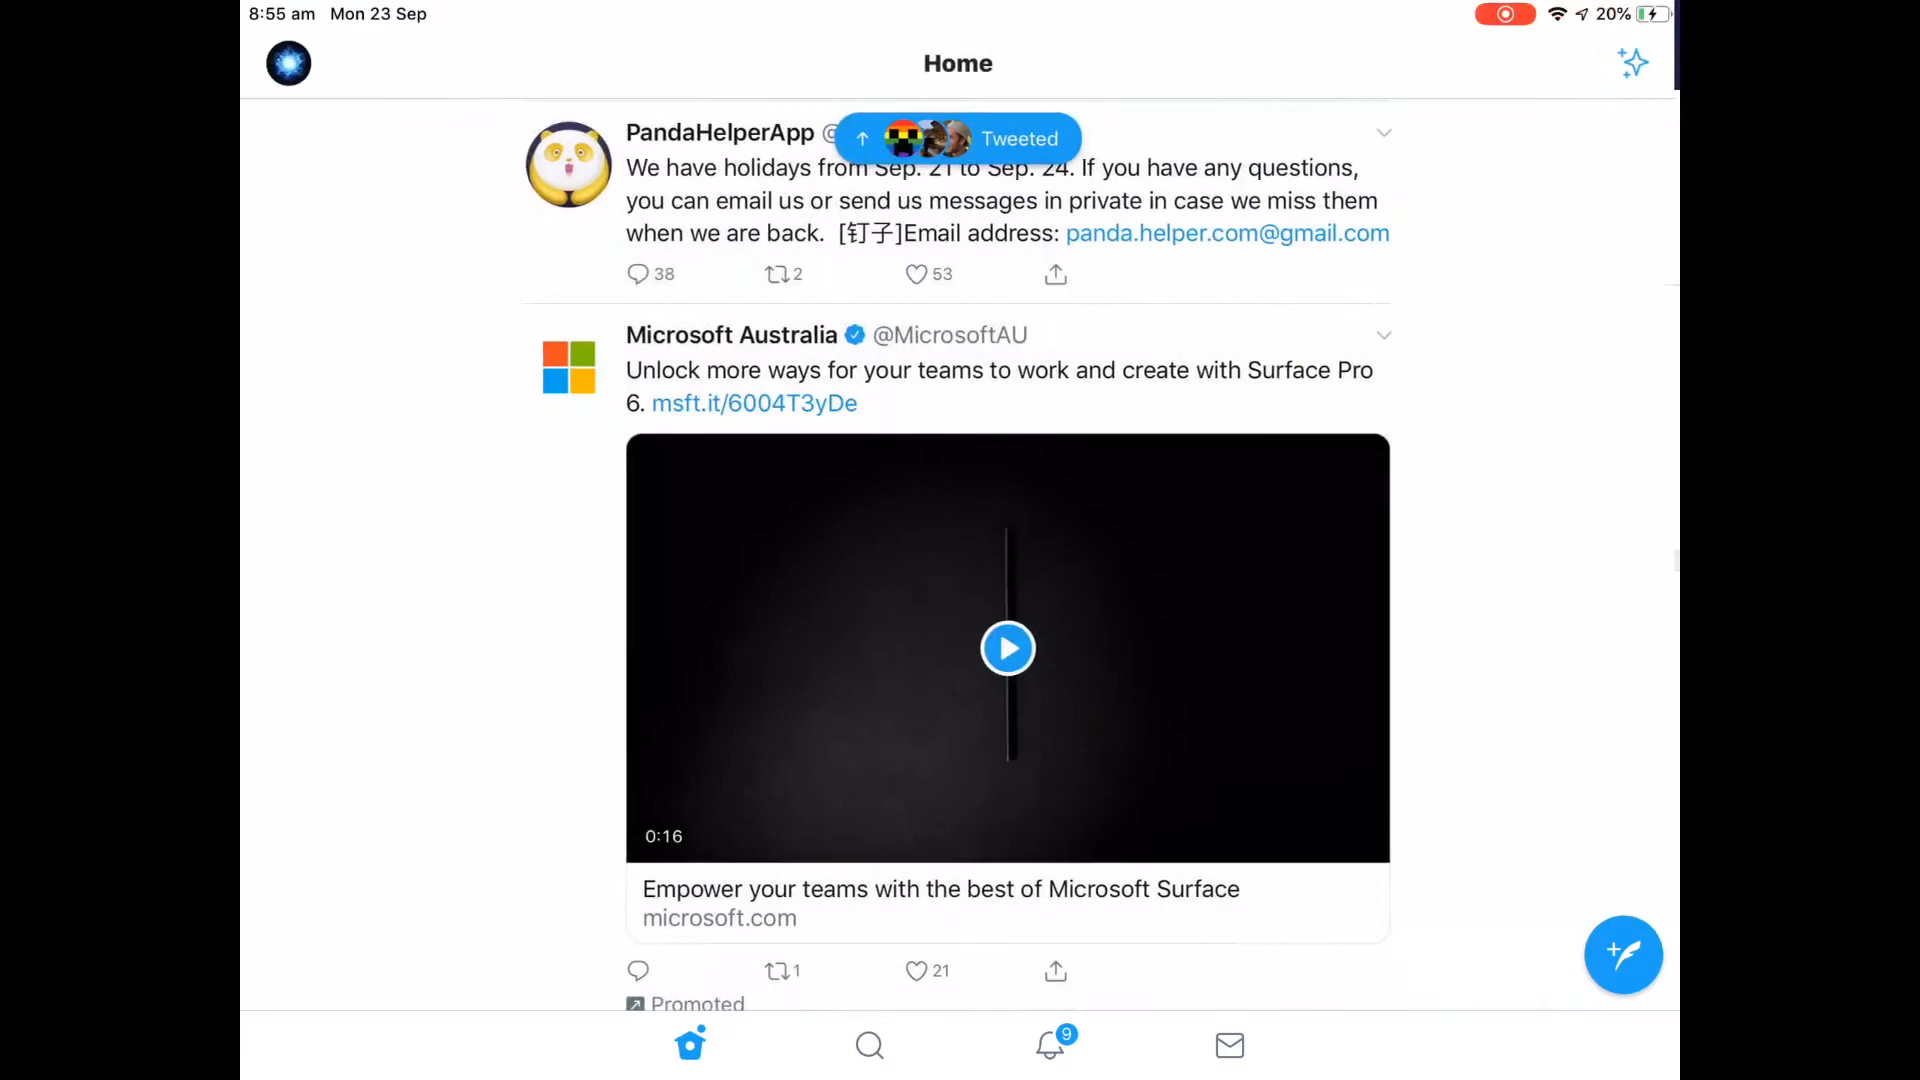 8:55 am Mon 23 Sep
20%
Home
PandaHelperApp
Tweeted
We have holidays from Sep. 21 to Sep. 24. If you have any questions,
you can email us or send us messages in private in case we miss them
when we are back. [钉子]Email address: panda.helper.com@gmail.com
38 2 53
Microsoft Australia @MicrosoftAU
Unlock more ways for your teams to work and create with Surface Pro
6. msft.it/6004T3yDe
0:16
Empower your teams with the best of Microsoft Surface
microsoft.com
1 21
Promoted
9